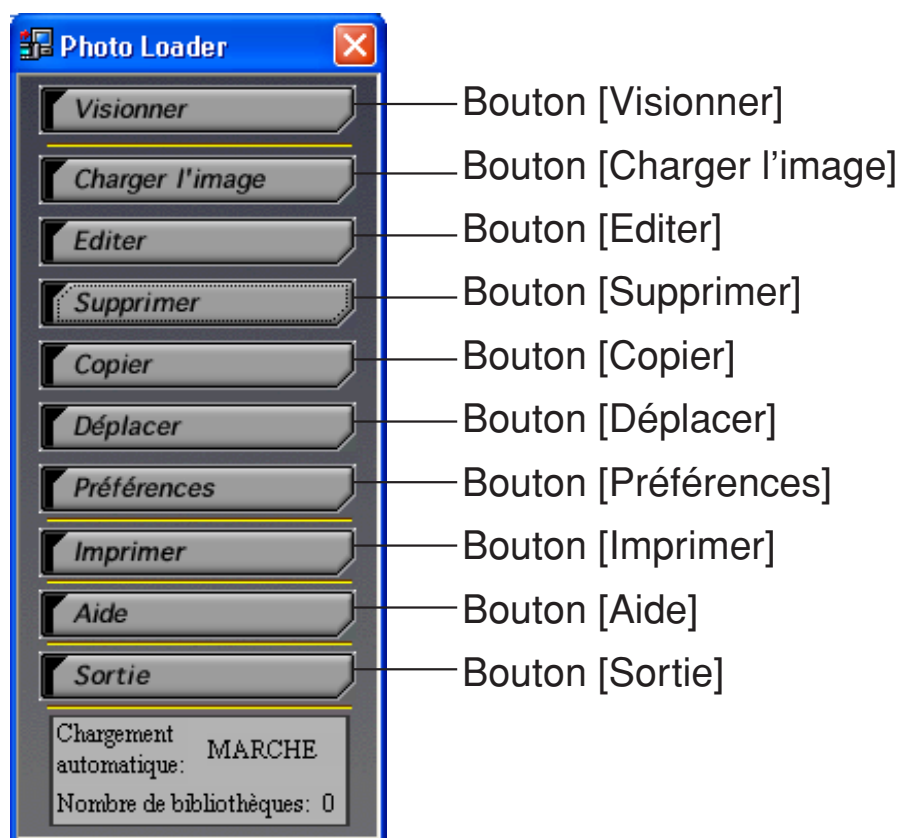 Photo Loader
Visionner
Bouton [Visionner]
Charger l'image
Bouton [Charger l’image]
Editer
Bouton [Editer]
Supprimer
Bouton [Supprimer]
Copier
Bouton [Copier]
Déplacer
Bouton [Déplacer]
Préférences
Bouton [Préférences]
Imprimer
Bouton [Imprimer]
Aide
Bouton [Aide]
Sortie
Bouton [Sortie]
Chargement
automatique: MARCHE
Nombre de bibliothèques: 0